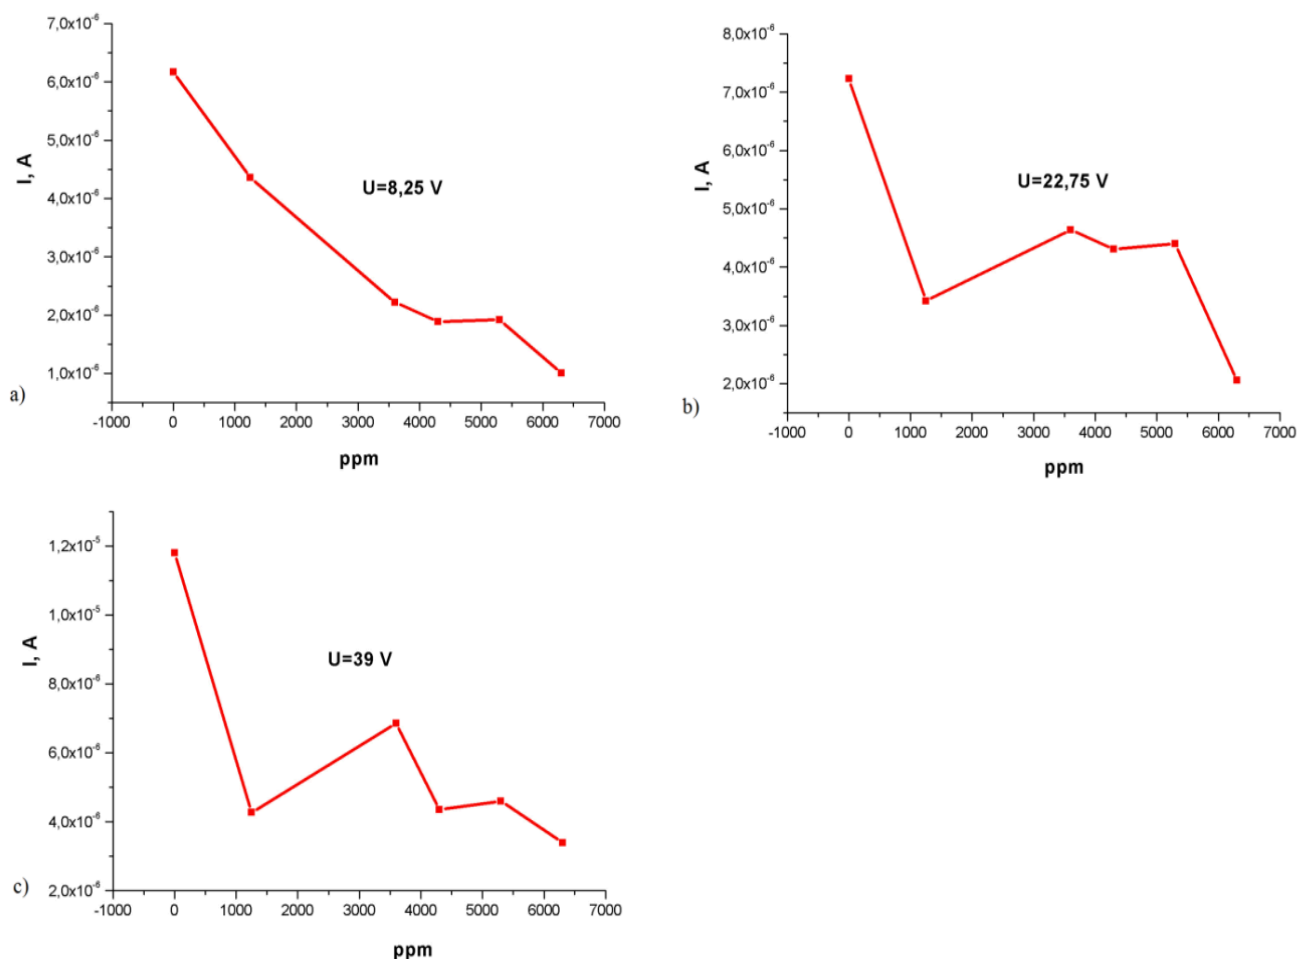 7,0x10⁻⁶
6,0x10⁻⁶
5,0x10⁻⁶
4,0x10⁻⁶
3,0x10⁻⁶
2,0x10⁻⁶
1,0x10⁻⁶
I, A
U=8,25 V
-1000 0 1000 2000 3000 4000 5000 6000 7000
ppm
a)
8,0x10⁻⁶
7,0x10⁻⁶
6,0x10⁻⁶
5,0x10⁻⁶
4,0x10⁻⁶
3,0x10⁻⁶
2,0x10⁻⁶
I, A
U=22,75 V
-1000 0 1000 2000 3000 4000 5000 6000 7000
ppm
b)
1,2x10⁻⁵
1,0x10⁻⁵
8,0x10⁻⁶
6,0x10⁻⁶
4,0x10⁻⁶
2,0x10⁻⁶
I, A
U=39 V
-1000 0 1000 2000 3000 4000 5000 6000 7000
ppm
c)